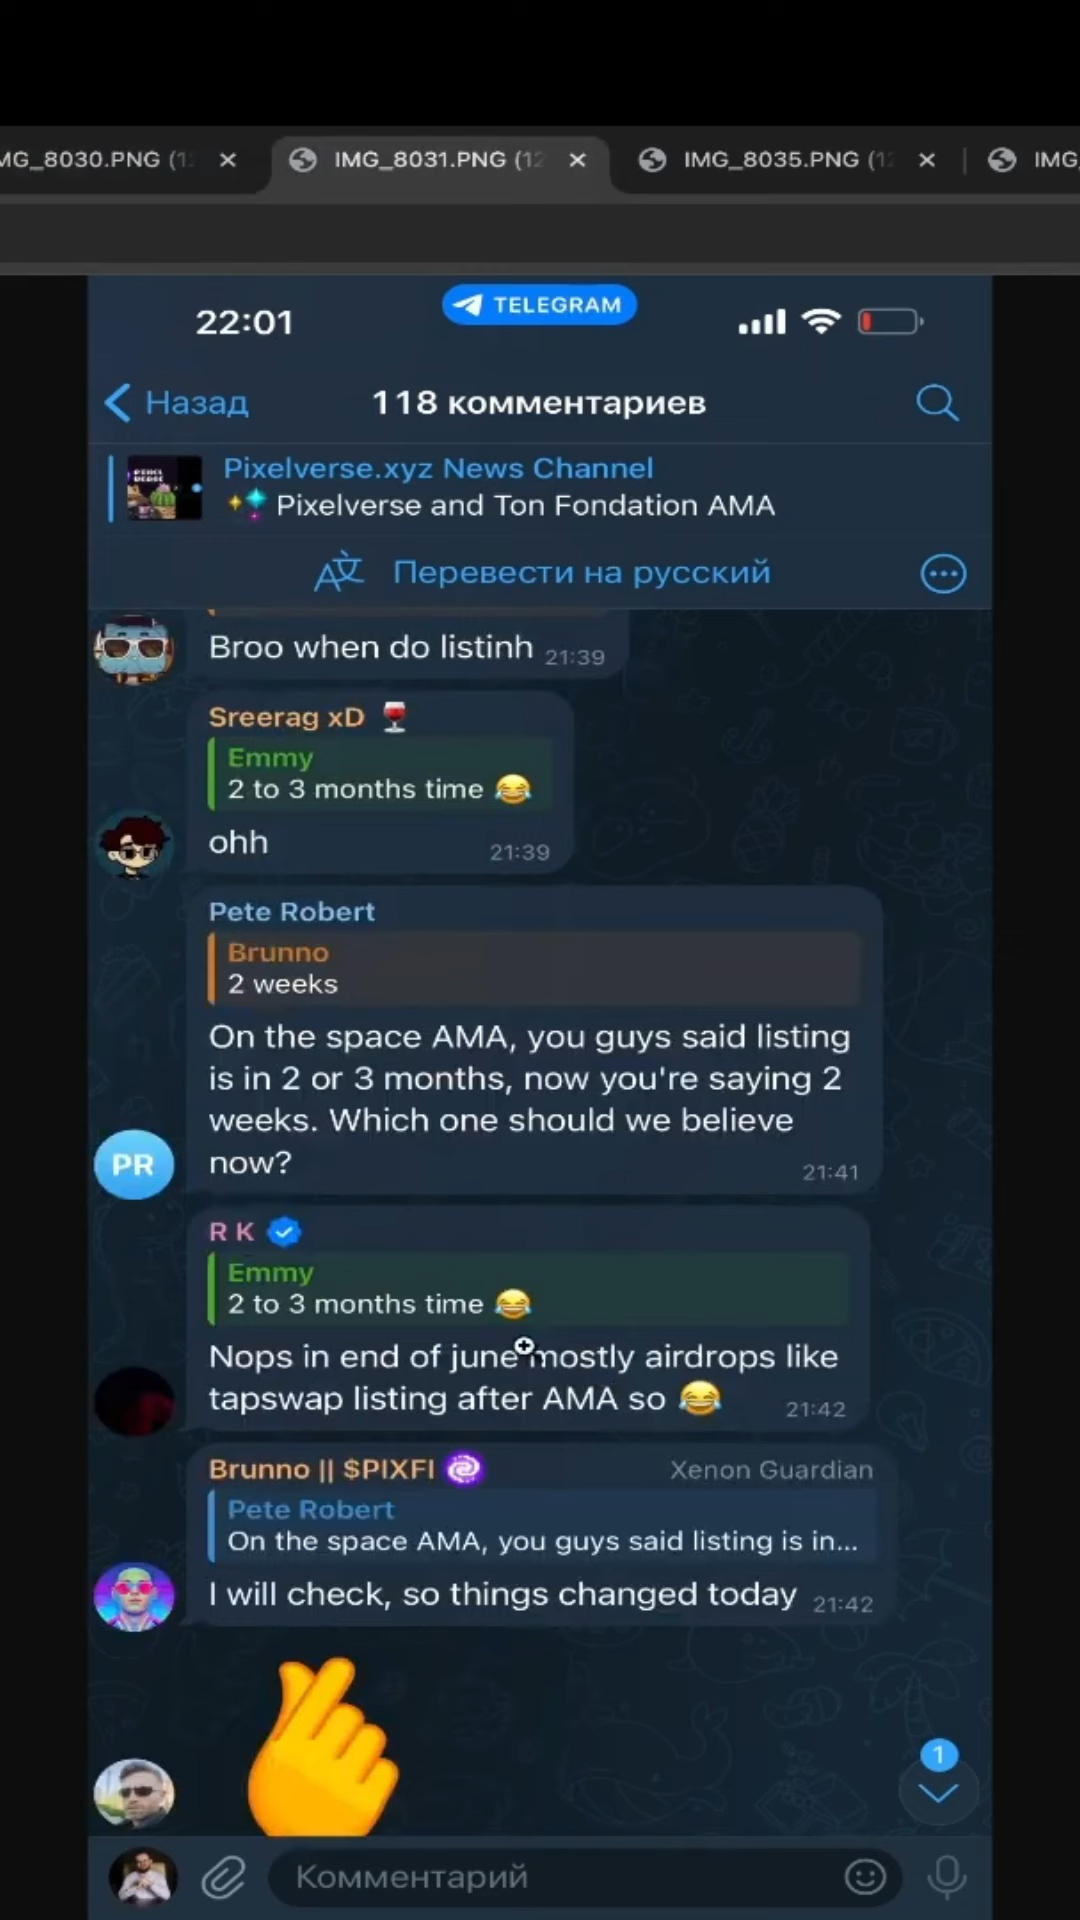 MG_8030.PNG (1
IMG_8031.PNG (12
IMG_8035.PNG (12
IMG
22:01
TELEGRAM
Назад
118 комментариев
Pixelverse.xyz News Channel
Pixelverse and Ton Fondation AMA
Перевести на русский
Broo when do listinh 21:39
Sreerag xD
Emmy
2 to 3 months time 😂
ohh 21:39
Pete Robert
Brunno
2 weeks
On the space AMA, you guys said listing
is in 2 or 3 months, now you're saying 2
weeks. Which one should we believe
now? 21:41
PR
R K
Emmy
2 to 3 months time 😂
Nops in end of june mostly airdrops like
tapswap listing after AMA so 😂 21:42
Brunno || $PIXFI Xenon Guardian
Pete Robert
On the space AMA, you guys said listing is in...
I will check, so things changed today 21:42
1
Комментарий